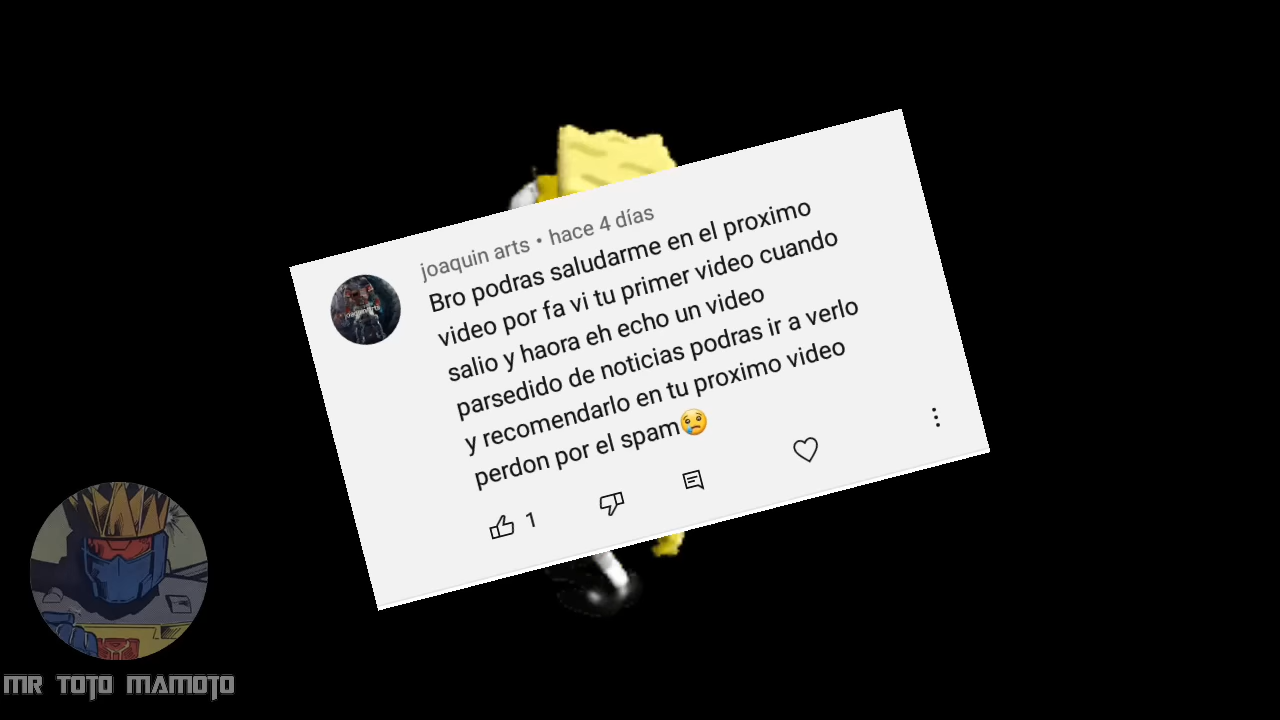 joaquin arts • hace 4 días
Bro podras saludarme en el proximo
video por fa vi tu primer video cuando
salio y haora eh echo un video
parsedido de noticias podras ir a verlo
y recomendarlo en tu proximo video
perdon por el spam😢
1
MR TOTO MAMOTO